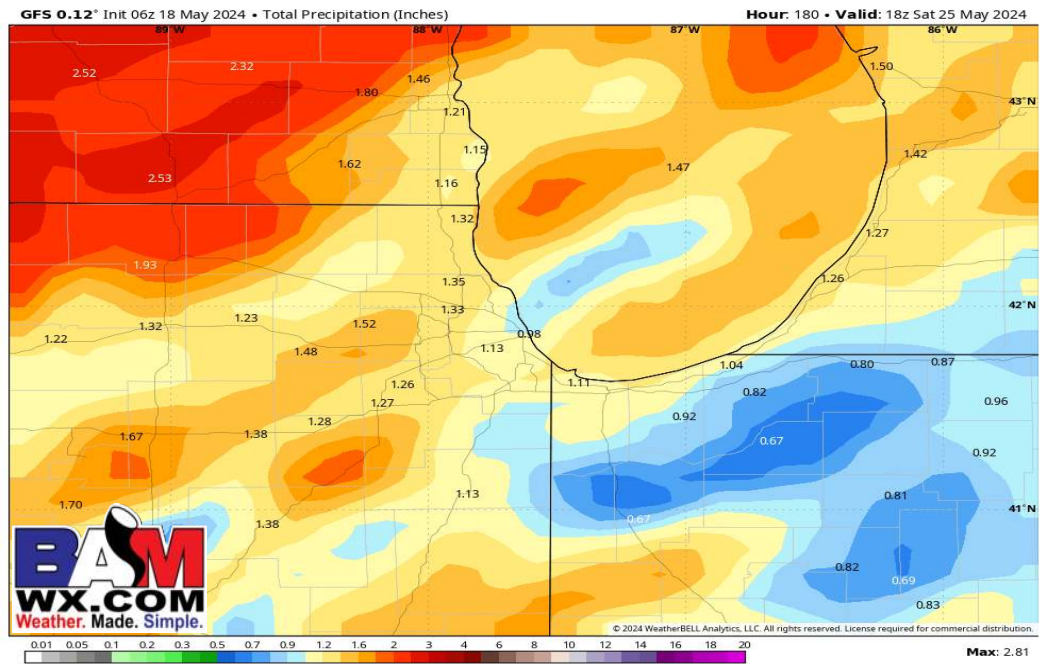 GFS 0.12° Init 06z 18 May 2024 • Total Precipitation (Inches) Hour: 180 • Valid: 18z Sat 25 May 2024
89°W 88°W 87°W 86°W
2.52 2.32 1.80 1.46 1.50
43°N
1.21
1.15 1.42
2.53 1.62 1.16 1.47
1.32
1.27
1.93
1.35 1.26
1.33 42°N
1.22 1.32 1.23 1.52
0.98
1.48 1.13
1.04 0.80 0.87
1.26 1.11
0.82
1.27 0.96
1.28 0.92
1.67 1.38 0.67
0.92
1.13 0.81
1.70 41°N
1.38 0.67
BAM
WX.COM
Weather. Made. Simple.
0.82
0.69
0.83
© 2024 WeatherBELL Analytics, LLC. All rights reserved. License required for commercial distribution.
0.01 0.05 0.1 0.2 0.3 0.5 0.7 0.9 1.2 1.6 2 3 4 6 8 10 12 14 16 18 20
Max: 2.81